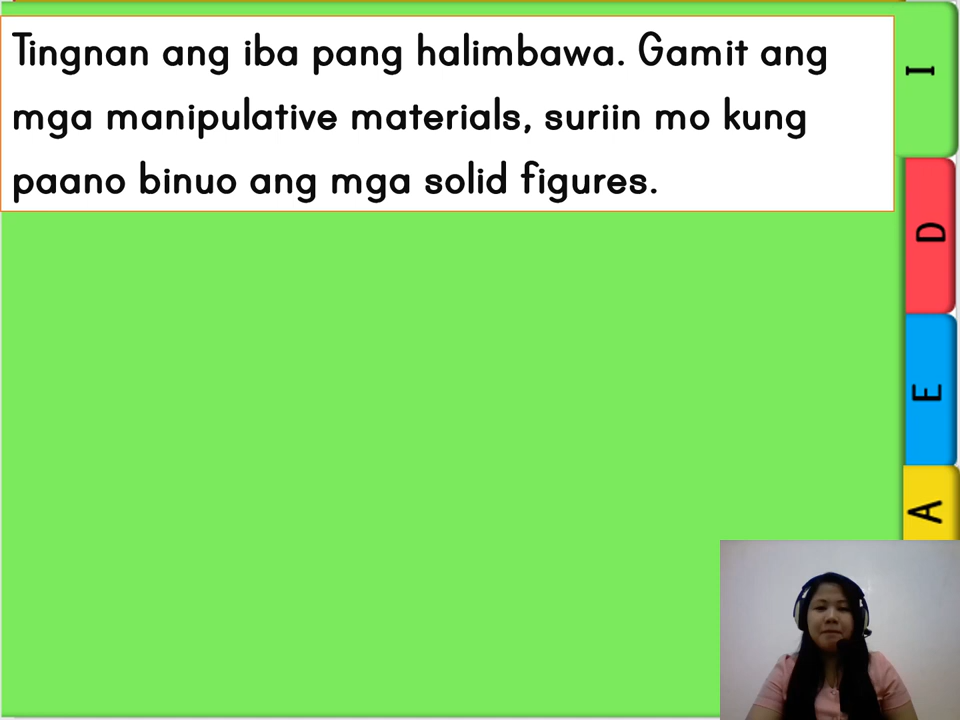 Tingnan ang iba pang halimbawa. Gamit ang
mga manipulative materials, suriin mo kung
paano binuo ang mga solid figures.
I
D
E
A